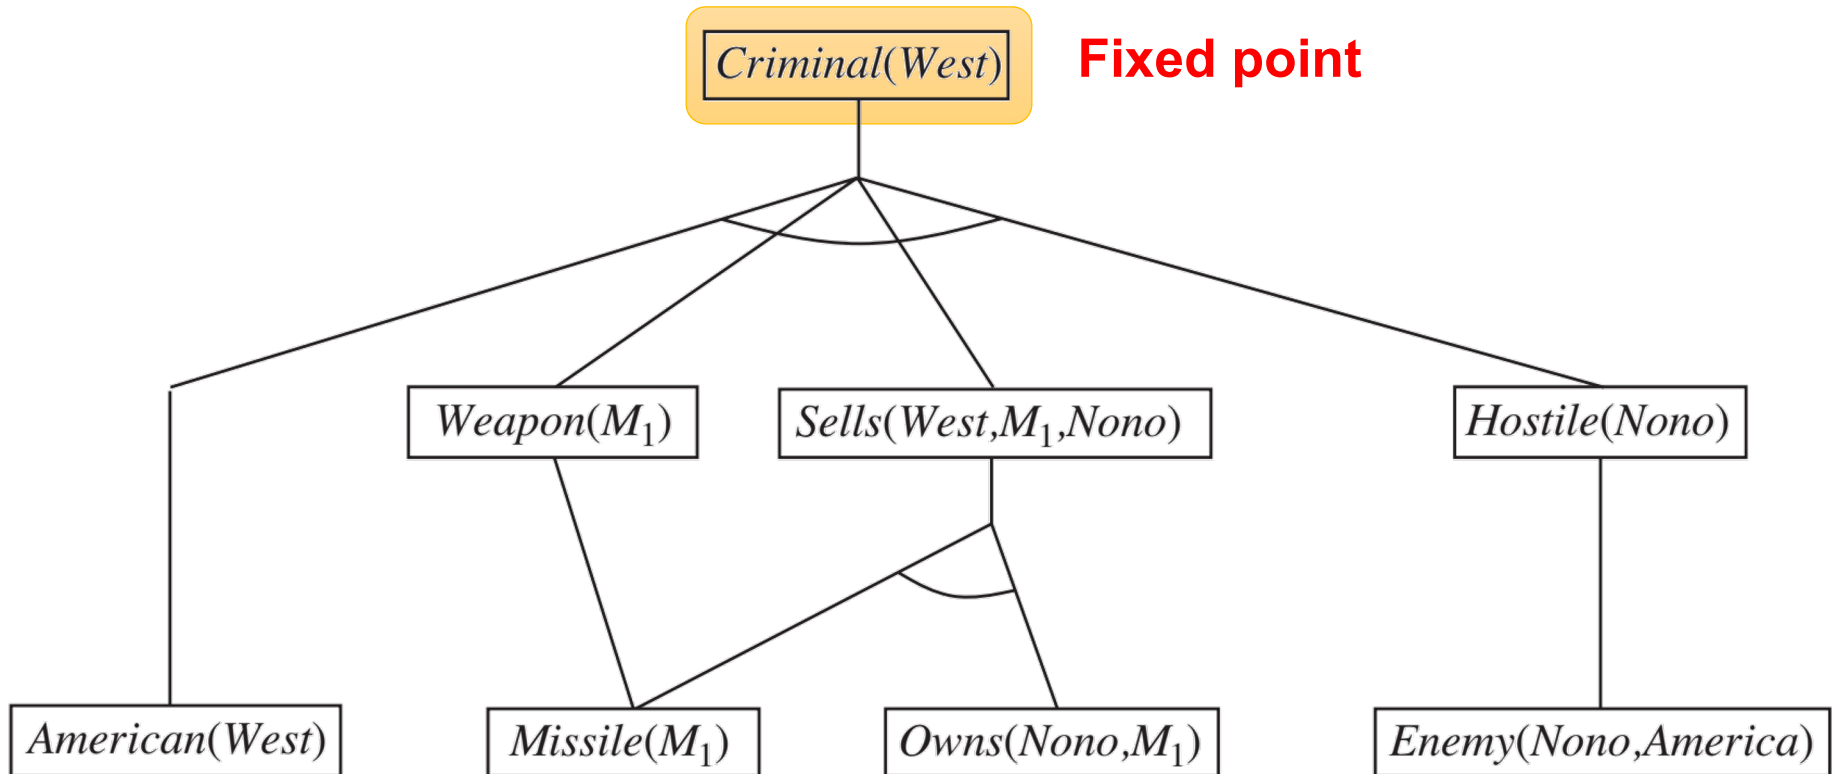 Criminal(West)
Fixed point
Weapon(M₁)
Sells(West,M₁,Nono)
Hostile(Nono)
American(West)
Missile(M₁)
Owns(Nono,M₁)
Enemy(Nono,America)